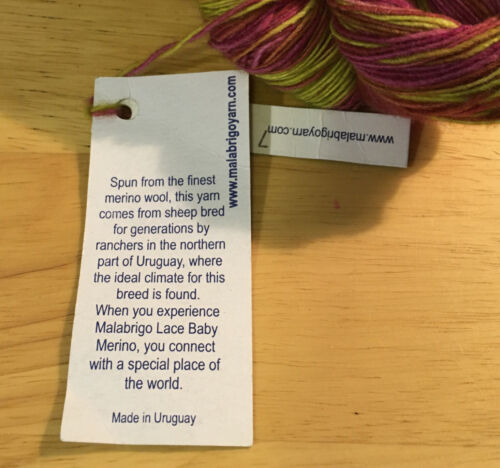 www.malabrigoyarn.com
www.malabrigoyarn.com
7
Spun from the finest
merino wool, this yarn
comes from sheep bred
for generations by
ranchers in the northern
part of Uruguay, where
the ideal climate for this
breed is found.
When you experience
Malabrigo Lace Baby
Merino, you connect
with a special place of
the world.
Made in Uruguay